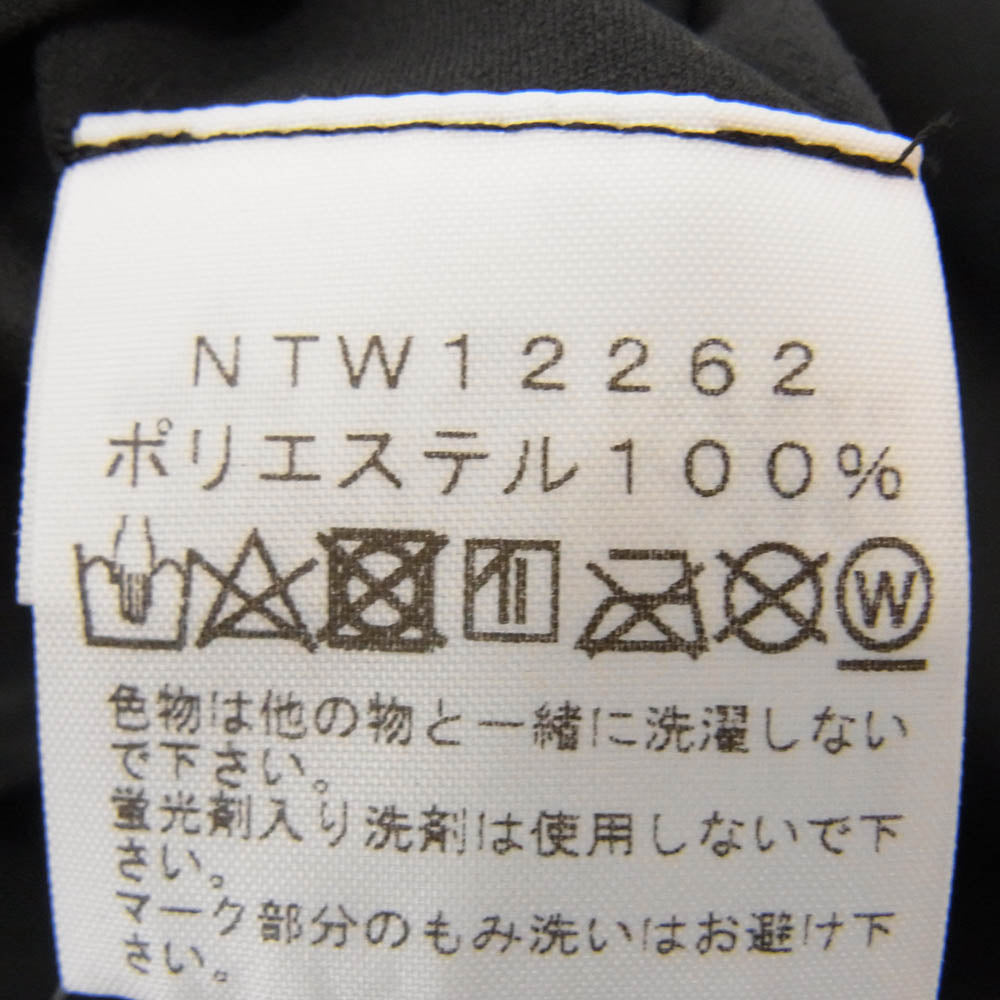 NTW12262
ポリエステル100%
W
色物は他の物と一緒に洗濯しない
で下さい。
蛍光剤入り洗剤は使用しないで下
さい。
マーク部分のもみ洗いはお避け下
さい。